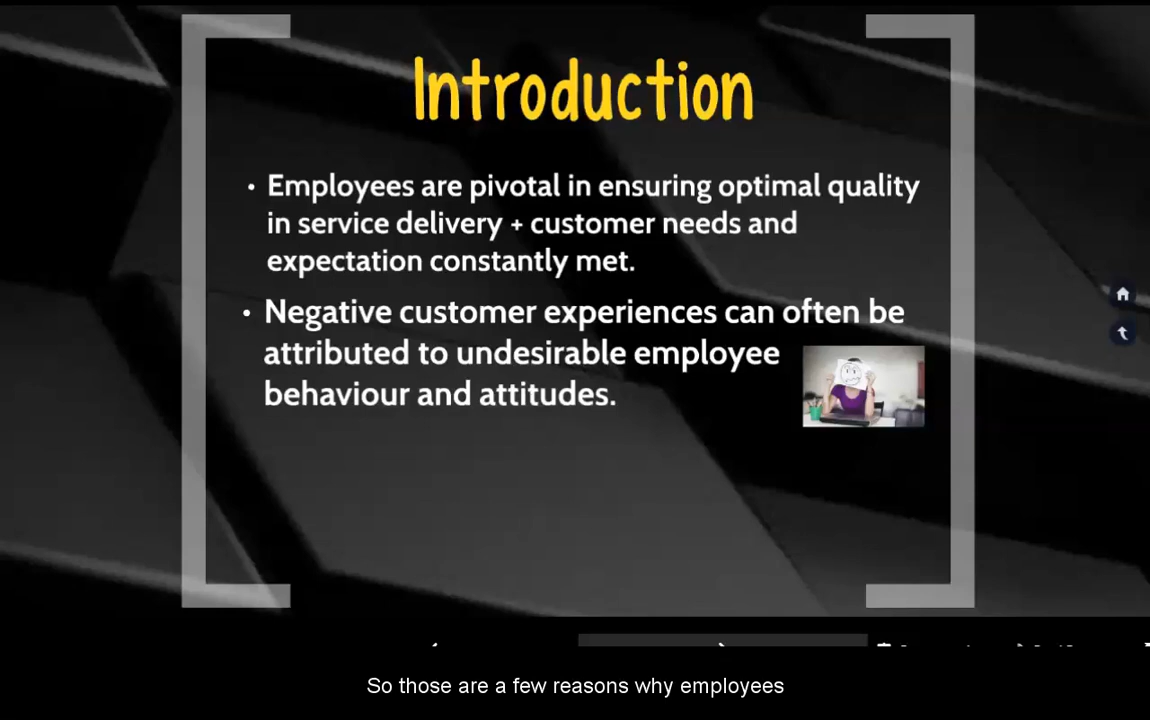 Introduction
• Employees are pivotal in ensuring optimal quality
in service delivery + customer needs and
expectation constantly met.
• Negative customer experiences can often be
attributed to undesirable employee
behaviour and attitudes.
So those are a few reasons why employees